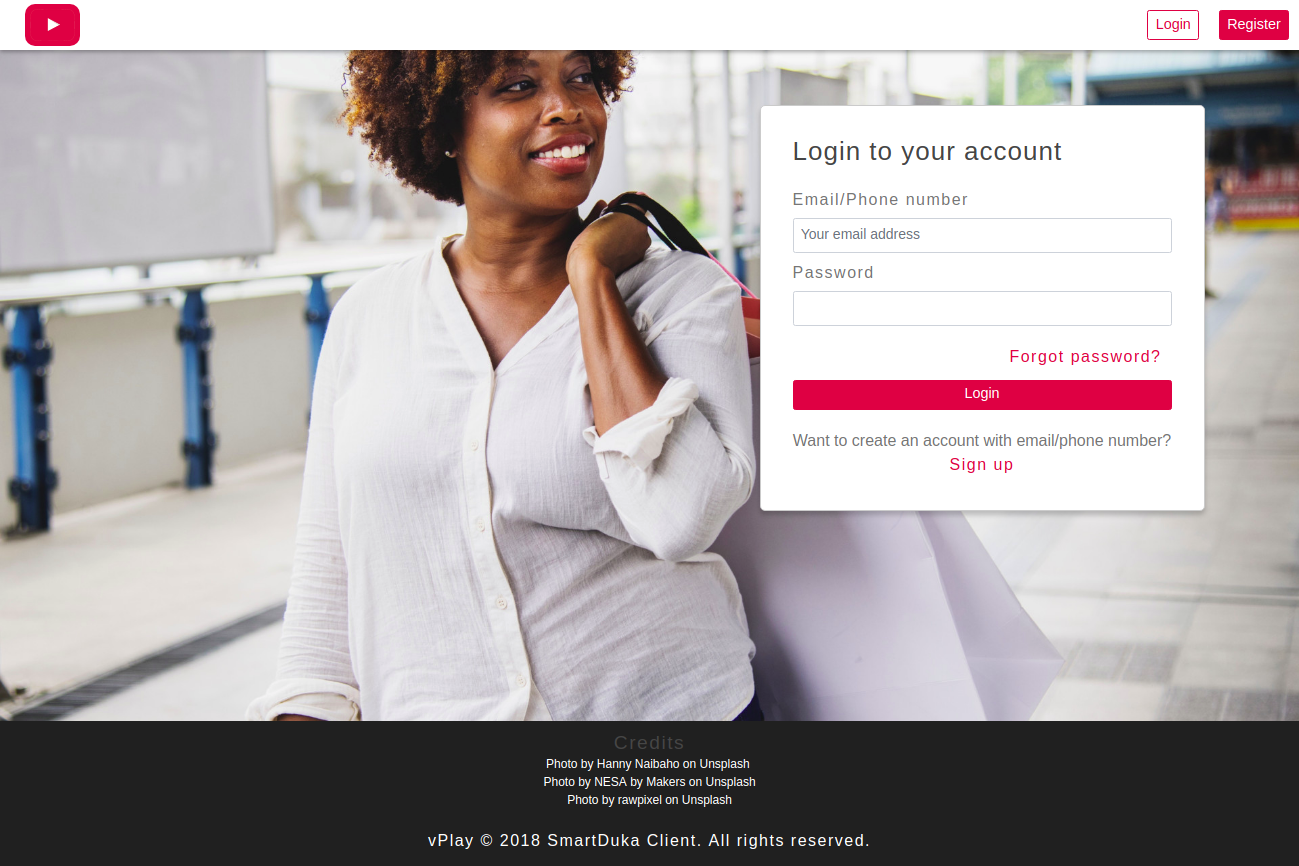 Login Register
Login to your account
Email/Phone number
Your email address
Password
Forgot password?
Login
Want to create an account with email/phone number?
Sign up
Credits
Photo by Hanny Naibaho on Unsplash
Photo by NESA by Makers on Unsplash
Photo by rawpixel on Unsplash
vPlay © 2018 SmartDuka Client. All rights reserved.